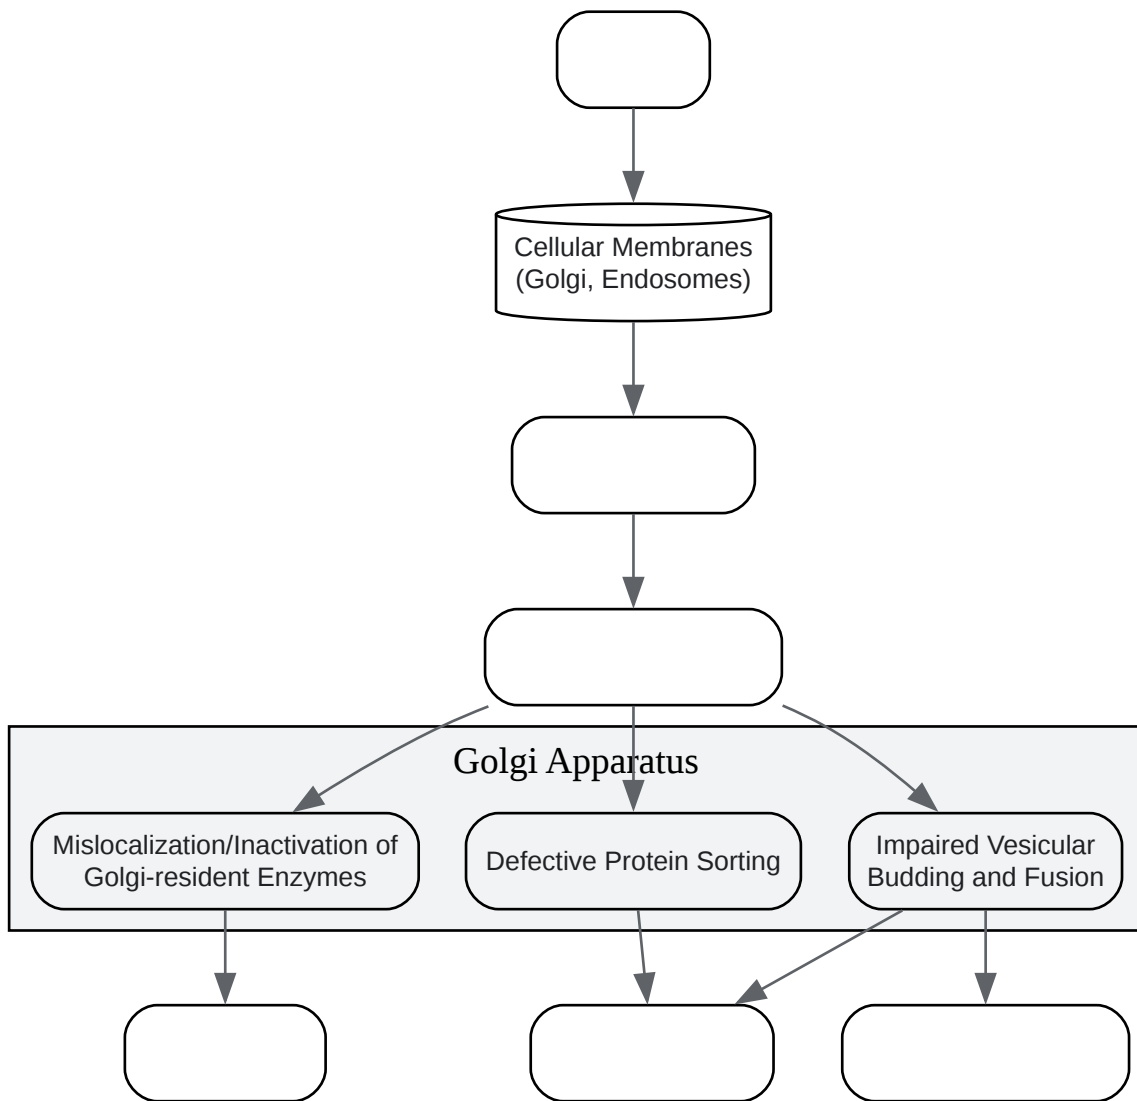 Cellular Membranes
(Golgi, Endosomes)
Golgi Apparatus
Mislocalization/Inactivation of
Golgi-resident Enzymes
Defective Protein Sorting
Impaired Vesicular
Budding and Fusion